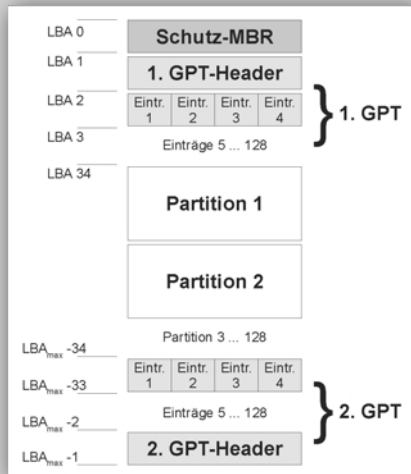 LBA 0
Schutz-MBR
LBA 1
1. GPT-Header
LBA 2
Eintr. 1 Eintr. 2 Eintr. 3 Eintr. 4
1. GPT
LBA 3
Einträge 5 ... 128
LBA 34
Partition 1
Partition 2
Partition 3 ... 128
LBAmax -34
Eintr. 1 Eintr. 2 Eintr. 3 Eintr. 4
LBAmax -33
Einträge 5 ... 128
2. GPT
LBAmax -2
2. GPT-Header
LBAmax -1